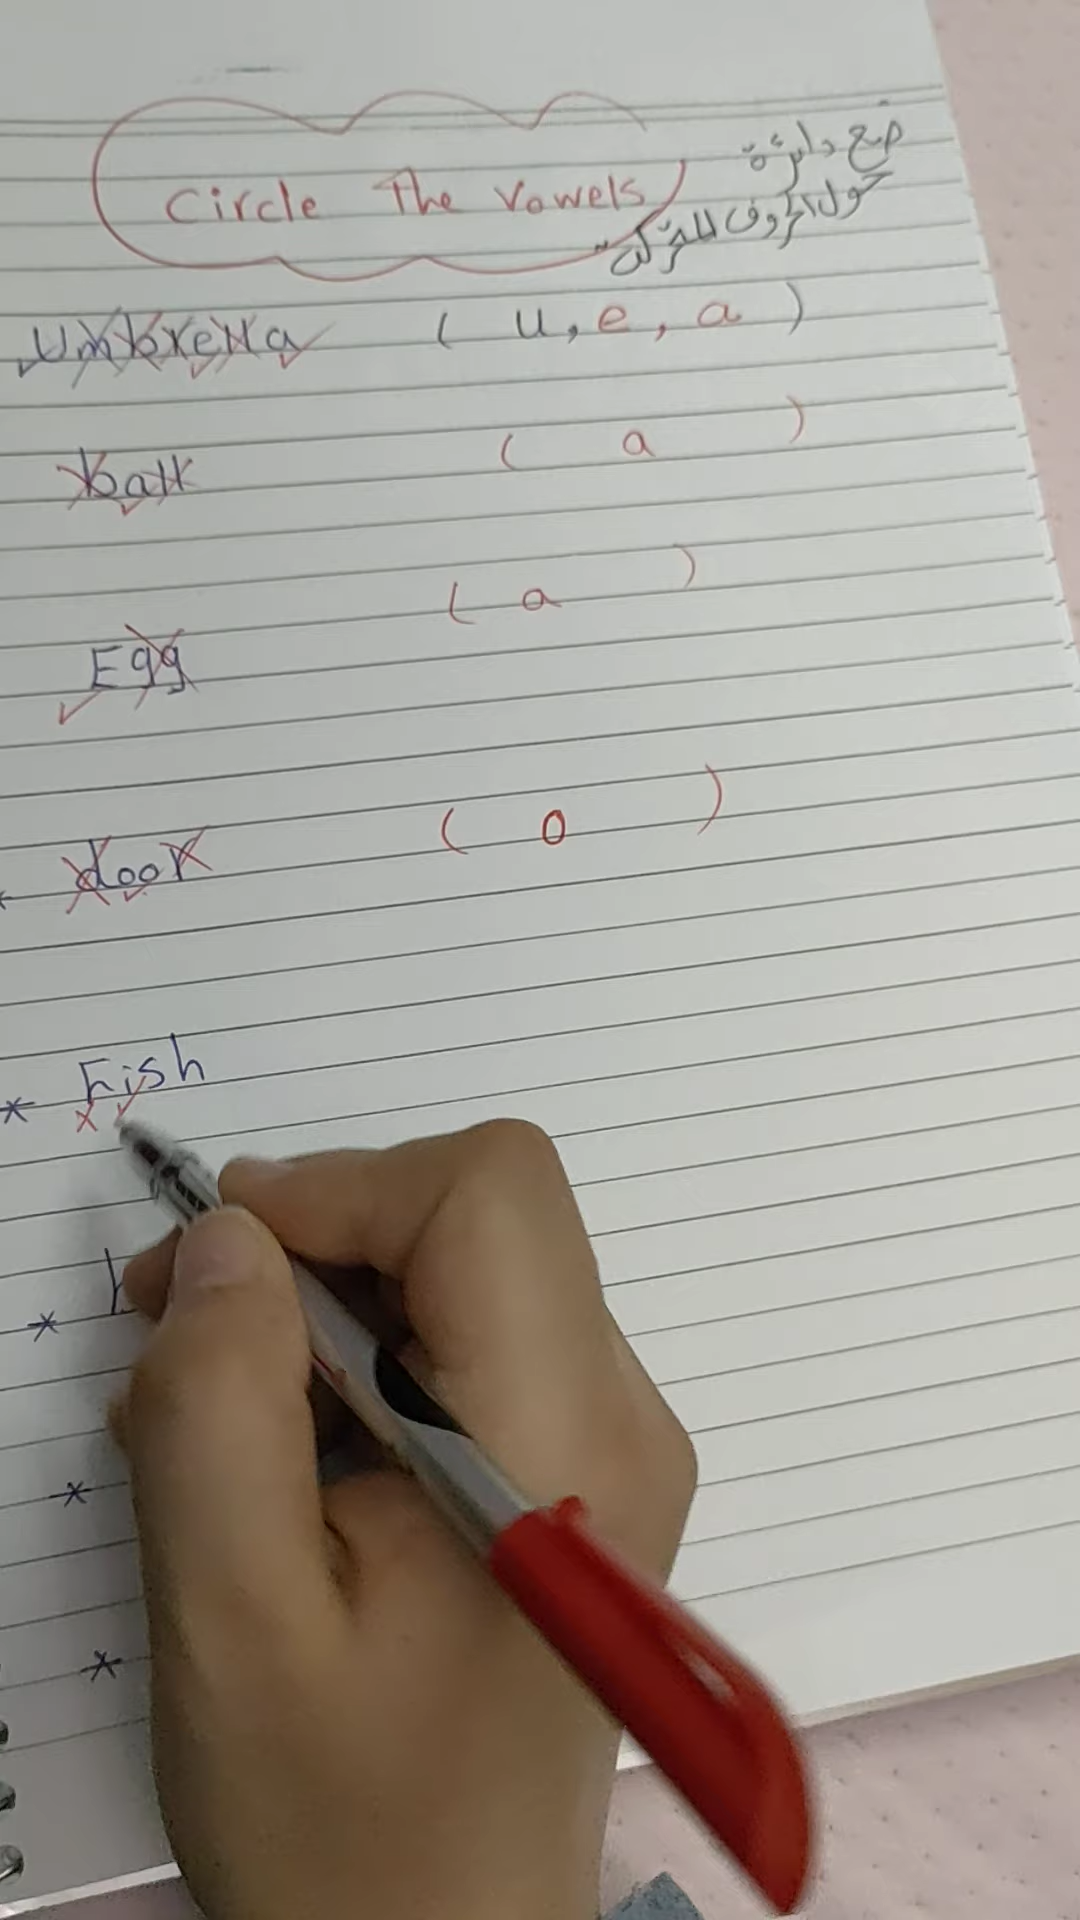 Circle The Vowels
ضع دائرة
حول الحروف المتحركة
Umbrella ( u, e, a )
ball ( a )
Egg ( a )
door ( o )
* Fish
*
*
*